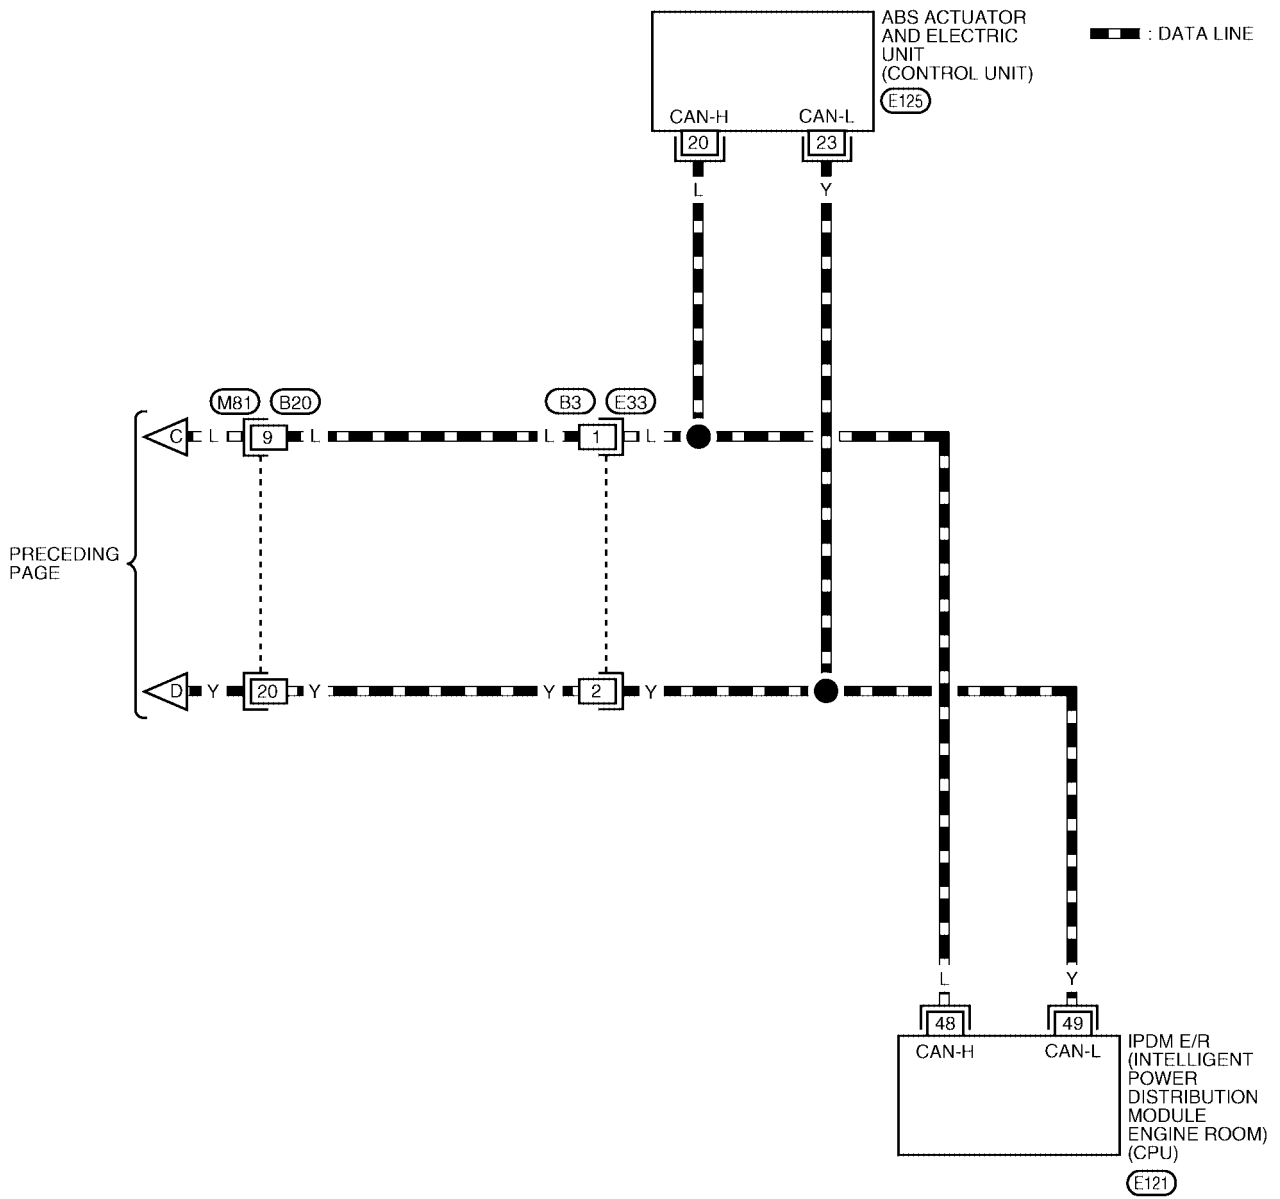 ABS ACTUATOR
AND ELECTRIC
UNIT
(CONTROL UNIT)
E125
: DATA LINE
CAN-H
CAN-L
20
23
L
Y
M81
B20
B3
E33
C
L
9
L
L
1
L
PRECEDING
PAGE
D
Y
20
Y
Y
2
Y
L
Y
48
49
CAN-H
CAN-L
IPDM E/R
(INTELLIGENT
POWER
DISTRIBUTION
MODULE
ENGINE ROOM)
(CPU)
E121